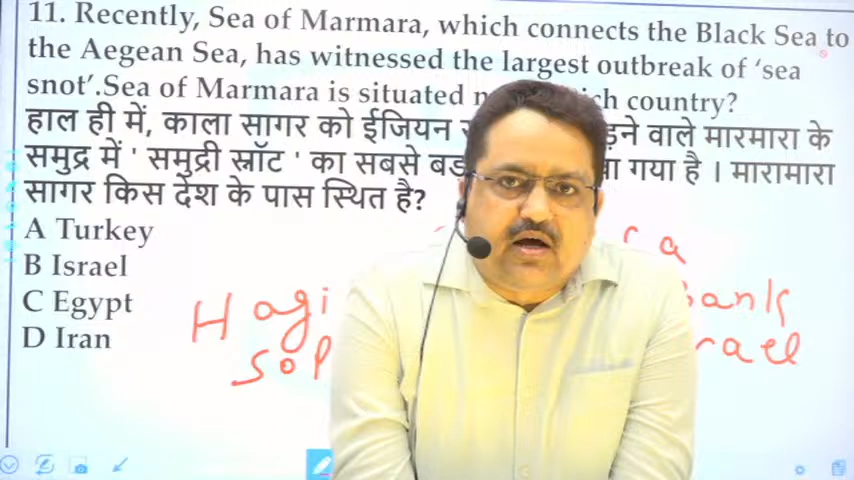 11. Recently, Sea of Marmara, which connects the Black Sea to
the Aegean Sea, has witnessed the largest outbreak of ‘sea
snot’.Sea of Marmara is situated country?
हाल ही में, काला सागर को ईजियन वाले मारमारा के
समुद्र में ' समुद्री स्नॉट ' का सबसे गया है । मारामारा
सागर किस देश के पास स्थित है?
A Turkey
B Israel
C Egypt
D Iran